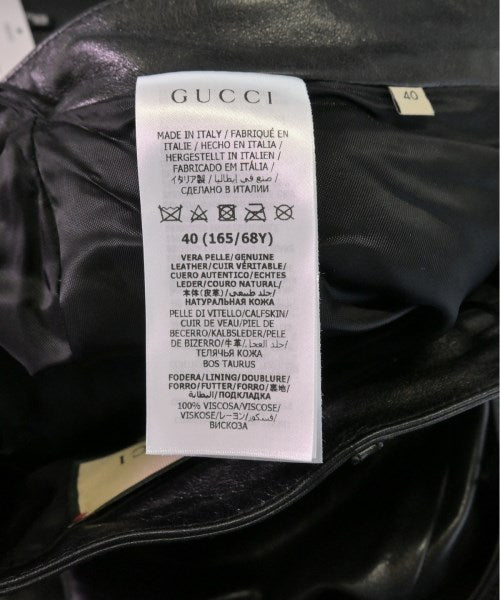 GUCCI
40
MADE IN ITALY / FABRIQUÉ EN
ITALIE / HECHO EN ITALIA /
HERGESTELLT IN ITALIEN /
FABRICADO EM ITÁLIA /
イタリア製 / صنع في إيطاليا /
СДЕЛАНО В ИТАЛИИ
40 (165/68Y)
VERA PELLE/GENUINE
LEATHER/CUIR VÉRITABLE/
CUERO AUTENTICO/ECHTES
LEDER/COURO NATURAL/
本体(皮革)/جلد طبيعي/
НАТУРАЛЬНАЯ КОЖА
PELLE DI VITELLO/CALFSKIN/
CUIR DE VEAU/PIEL DE
BECERRO/KALBSLEDER/PELE
DE BIZERRO/牛革/جلد العجل/
ТЕЛЯЧЬЯ КОЖА
BOS TAURUS
FODERA/LINING/DOUBLURE/
FORRO/FUTTER/FORRO/裏地/
البطانة/ПОДКЛАДКА
100% VISCOSA/VISCOSE/
VISKOSE/レーヨン/فسكوز/
ВИСКОЗА